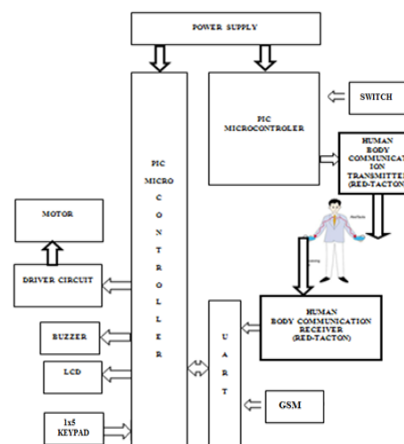 POWER SUPPLY
PIC
MICROCONTROLER
SWITCH
HUMAN
BODY
COMMUNICAT
ION
TRANSMITTE
(RED-TACTON)
PIC
MICRO
C
O
N
T
R
O
L
L
E
R
MOTOR
DRIVER CIRCUIT
BUZZER
LCD
1x5
KEYPAD
U
A
R
T
HUMAN
BODY COMMUNICATION
RECEIVER
(RED-TACTON)
GSM